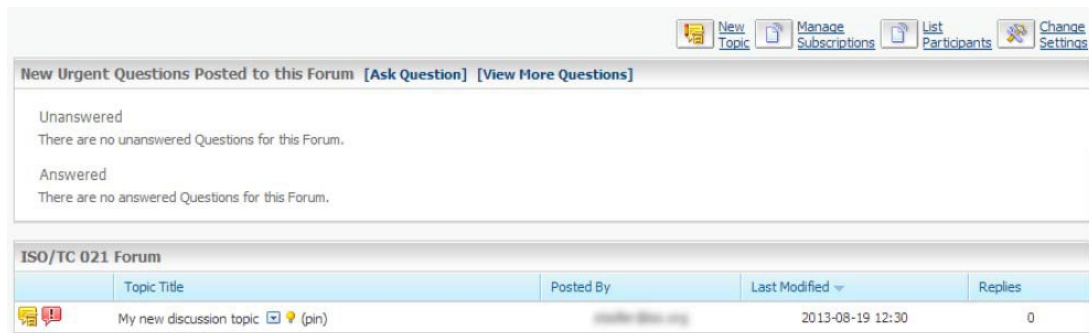 New Topic Manage Subscriptions List Participants Change Settings
New Urgent Questions Posted to this Forum [Ask Question] [View More Questions]
Unanswered
There are no unanswered Questions for this Forum.
Answered
There are no answered Questions for this Forum.
ISO/TC 021 Forum
Topic Title Posted By Last Modified Replies
My new discussion topic (pin) 2013-08-19 12:30 0